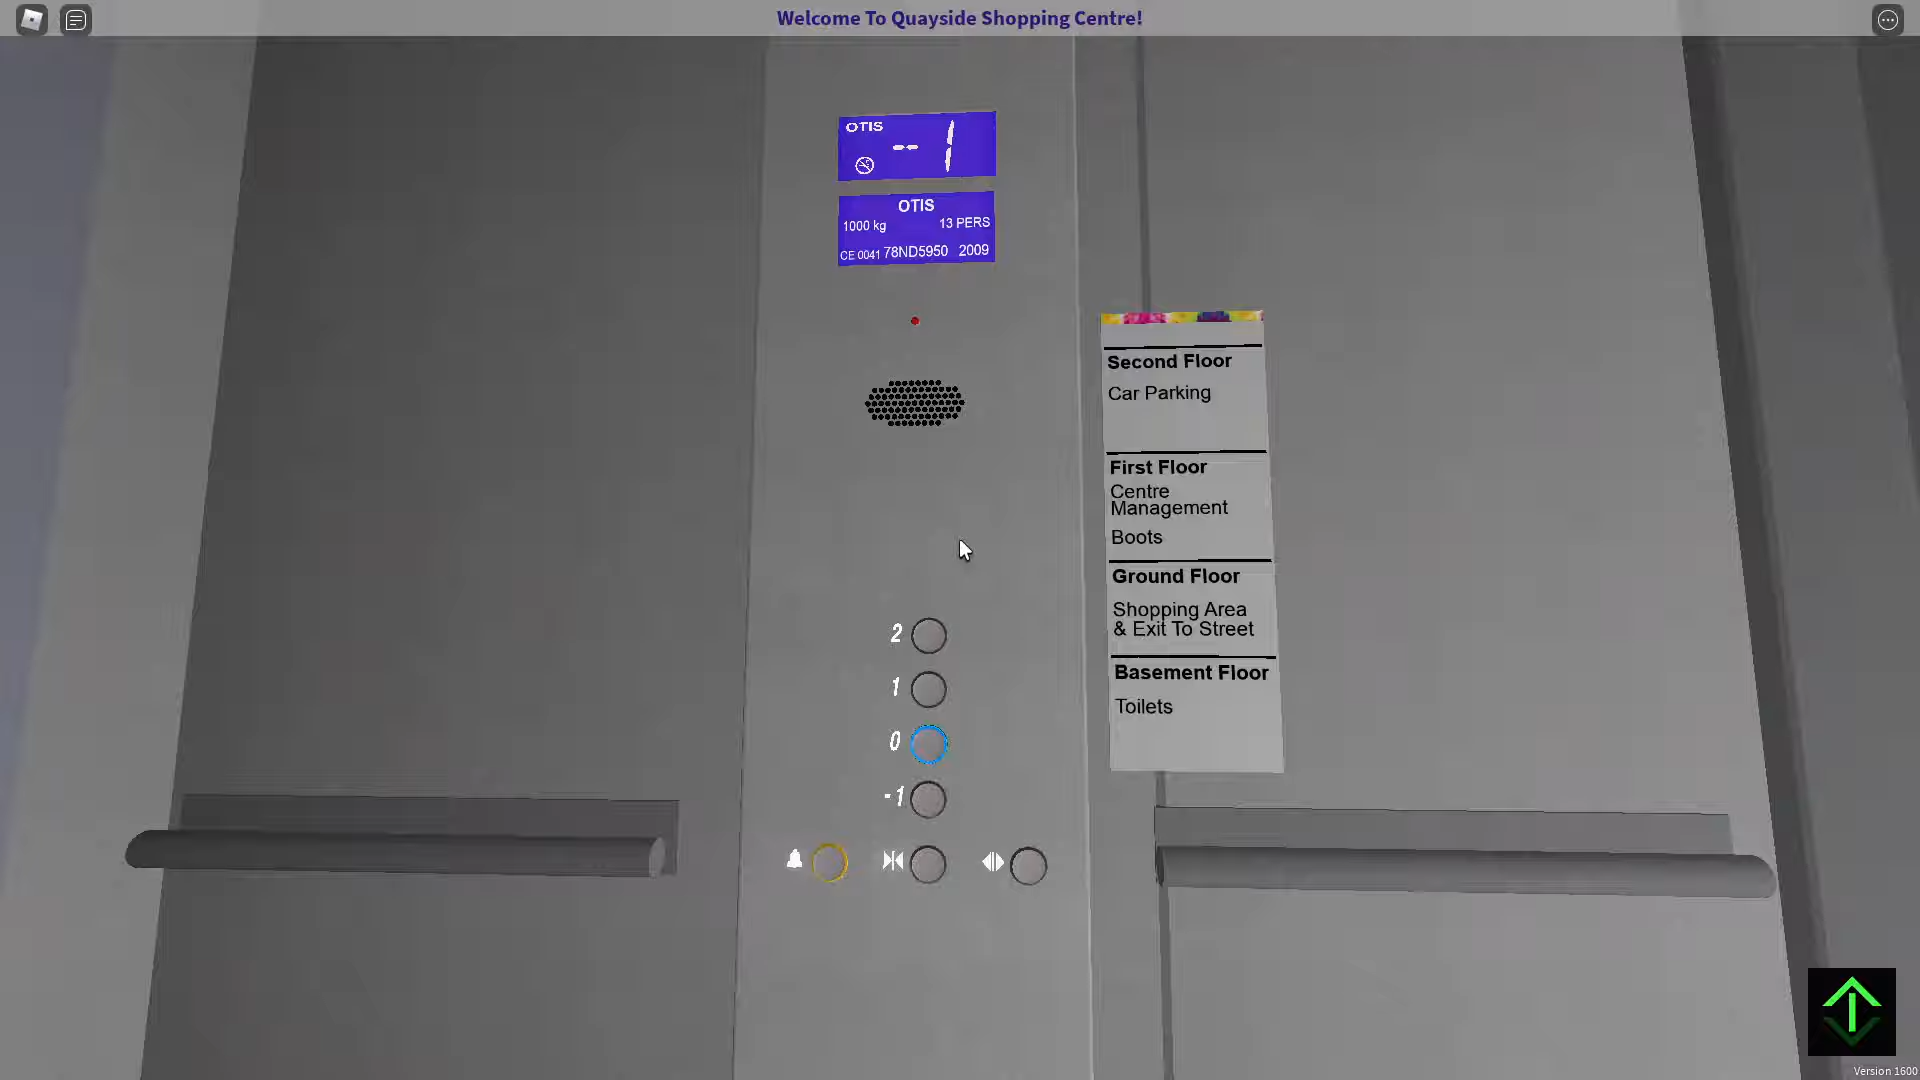 Welcome To Quayside Shopping Centre!
OTIS
-- 1
OTIS
1000 kg 13 PERS
CE 0041 78ND5950 2009
Second Floor
Car Parking
First Floor
Centre
Management
Boots
Ground Floor
Shopping Area
& Exit To Street
Basement Floor
Toilets
2
1
0
-1
Version 1600